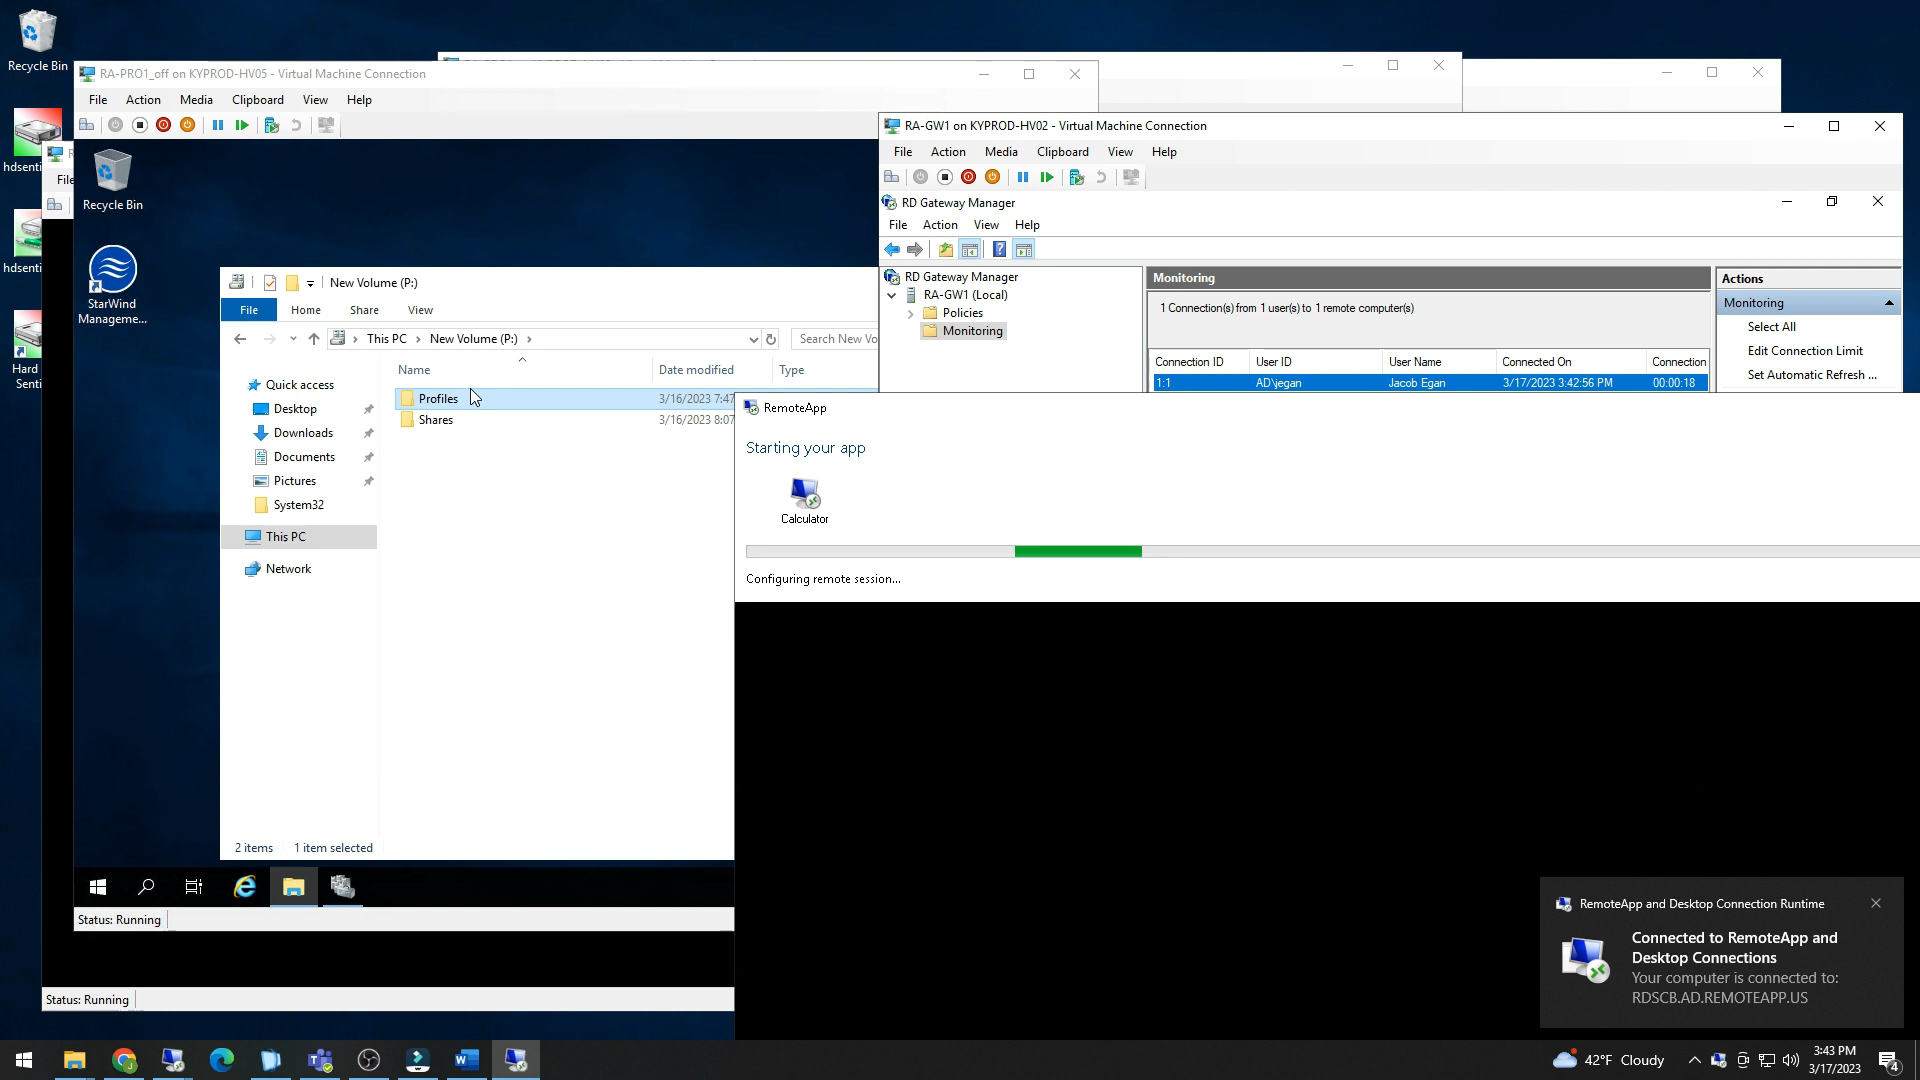 Recycle Bin
hdsenti
hdsenti
Hard
Senti
RA-PRO1_off on KYPROD-HV05 - Virtual Machine Connection
File Action Media Clipboard View Help
File
Recycle Bin
StarWind
Manageme...
New Volume (P:)
File Home Share View
This PC New Volume (P:)
Search New Vo
Name Date modified Type
Profiles 3/16/2023 7:47
Shares 3/16/2023 8:07
Quick access
Desktop
Downloads
Documents
Pictures
System32
This PC
Network
2 items 1 item selected
Status: Running
Status: Running
RA-GW1 on KYPROD-HV02 - Virtual Machine Connection
File Action Media Clipboard View Help
RD Gateway Manager
File Action View Help
RD Gateway Manager
RA-GW1 (Local)
Policies
Monitoring
Monitoring
1 Connection(s) from 1 user(s) to 1 remote computer(s)
Connection ID User ID User Name Connected On Connection
1:1 AD\jegan Jacob Egan 3/17/2023 3:42:56 PM 00:00:18
Actions
Monitoring
Select All
Edit Connection Limit
Set Automatic Refresh ...
RemoteApp
Starting your app
Calculator
Configuring remote session...
RemoteApp and Desktop Connection Runtime
Connected to RemoteApp and
Desktop Connections
Your computer is connected to:
RDSCB.AD.REMOTEAPP.US
42°F Cloudy
3:43 PM
3/17/2023
4